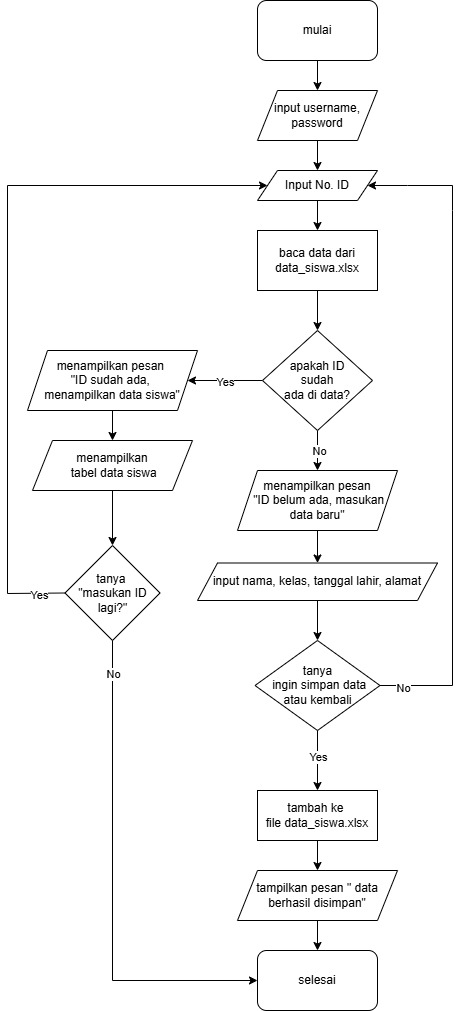 mulai
input username,
password
Input No. ID
baca data dari
data_siswa.xlsx
apakah ID
sudah
ada di data?
Yes
menampilkan pesan
"ID sudah ada,
menampilkan data siswa"
menampilkan
tabel data siswa
tanya
"masukan ID
lagi?"
Yes
No
No
menampilkan pesan
"ID belum ada, masukan
data baru"
input nama, kelas, tanggal lahir, alamat
tanya
ingin simpan data
atau kembali
No
Yes
tambah ke
file data_siswa.xlsx
tampilkan pesan " data
berhasil disimpan"
selesai